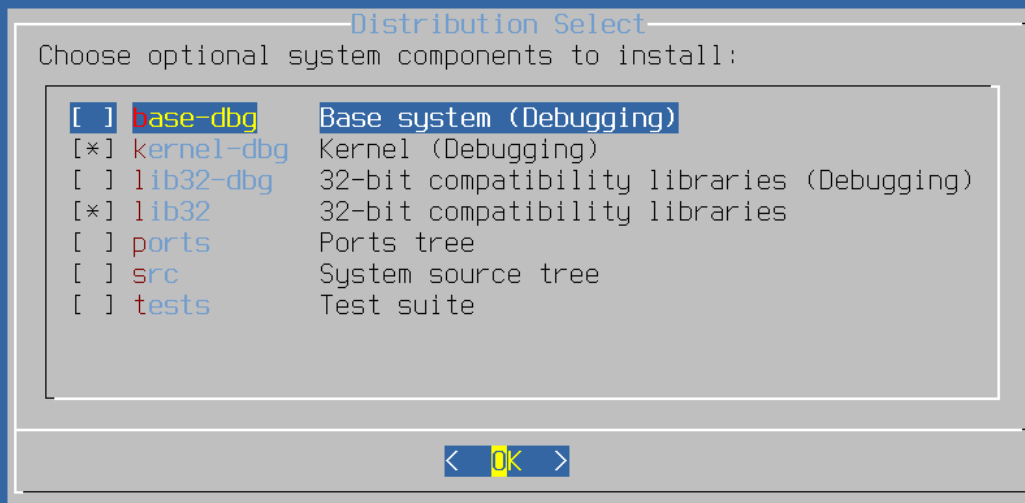 Distribution Select
Choose optional system components to install:
[ ] base-dbg Base system (Debugging)
[*] kernel-dbg Kernel (Debugging)
[ ] lib32-dbg 32-bit compatibility libraries (Debugging)
[*] lib32 32-bit compatibility libraries
[ ] ports Ports tree
[ ] src System source tree
[ ] tests Test suite
< OK >